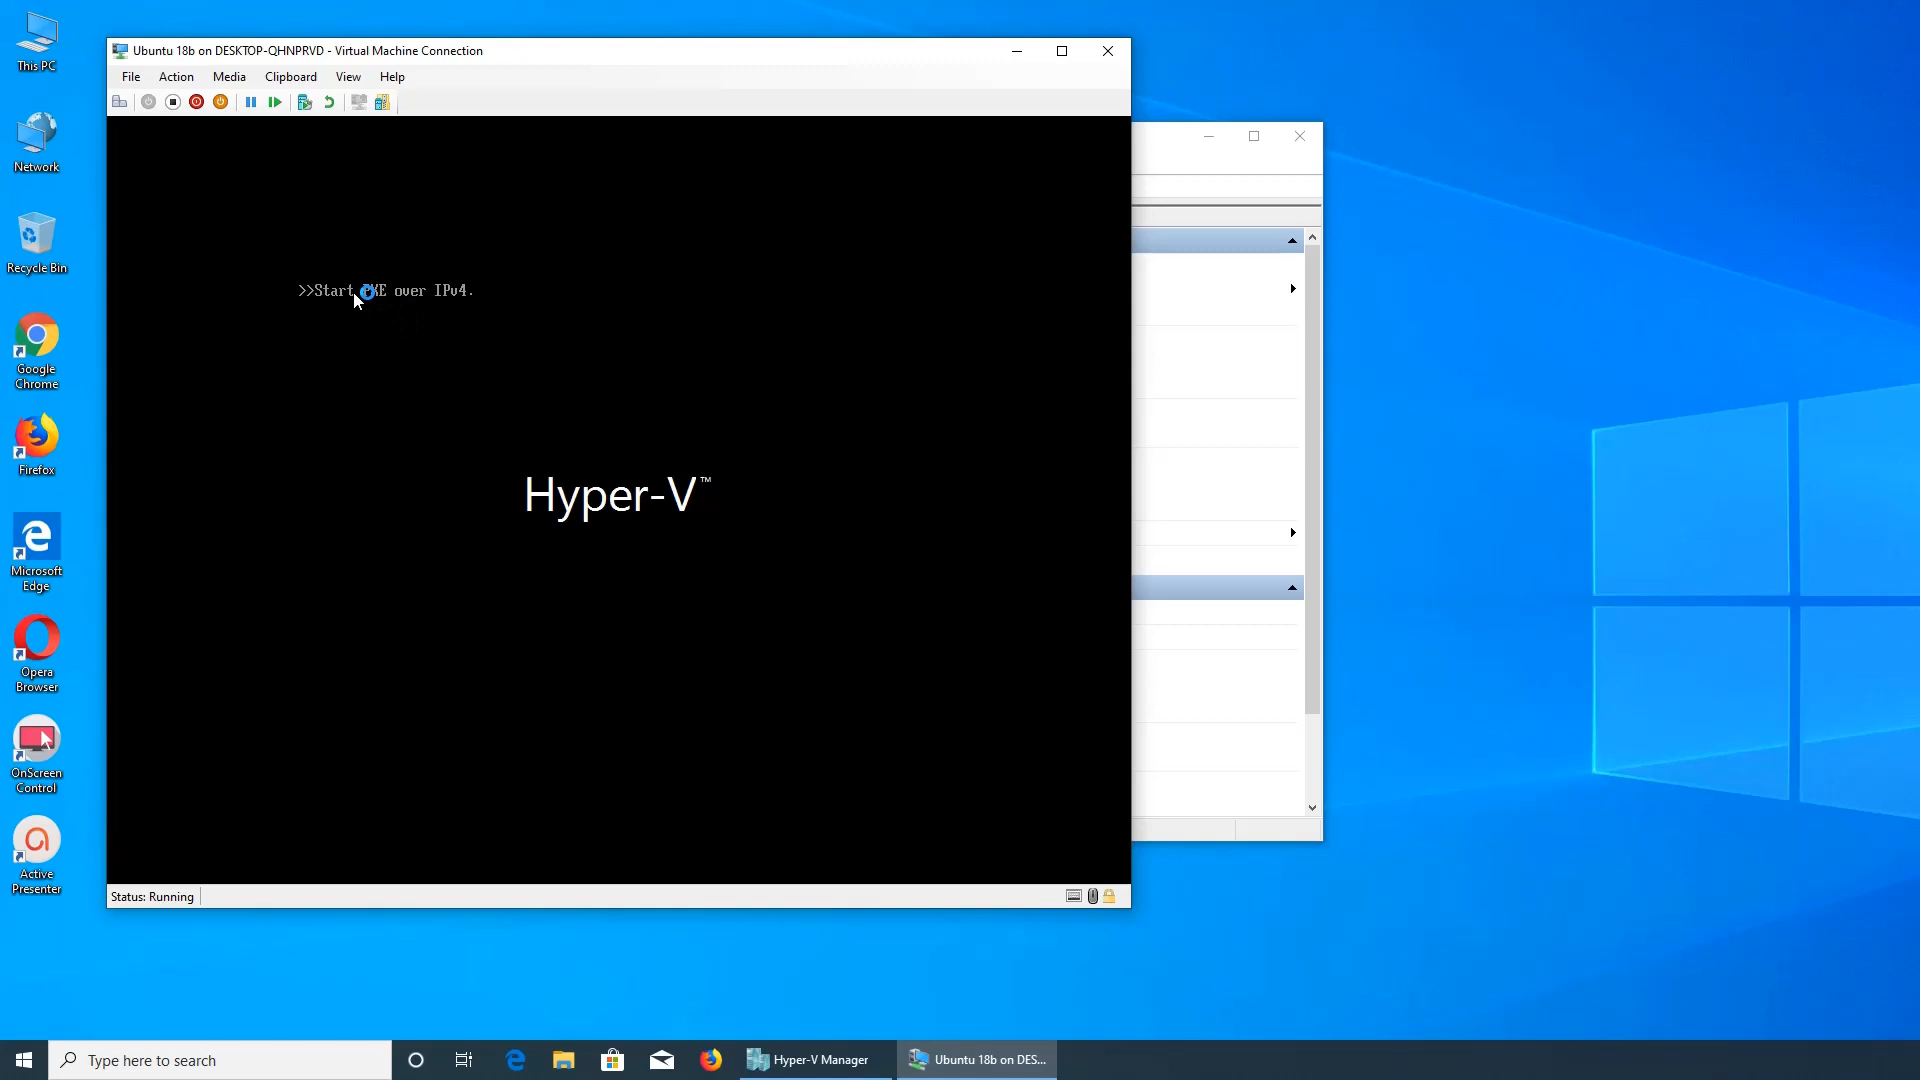 This PC
Network
Recycle Bin
Google
Chrome
Firefox
Microsoft
Edge
Opera
Browser
OnScreen
Control
Active
Presenter
Ubuntu 18b on DESKTOP-QHNPRVD - Virtual Machine Connection
File Action Media Clipboard View Help
>>Start PXE over IPv4.
Hyper-V™
Status: Running
Type here to search
Hyper-V Manager
Ubuntu 18b on DES...